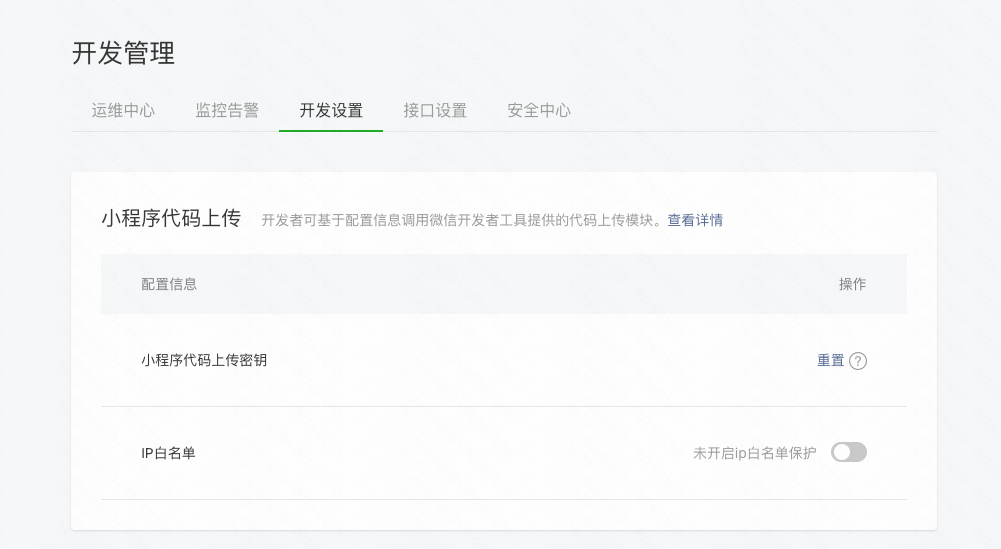 开发管理
运维中心 监控告警 开发设置 接口设置 安全中心
小程序代码上传 开发者可基于配置信息调用微信开发者工具提供的代码上传模块。查看详情
配置信息 操作
小程序代码上传密钥 重置 ?
IP白名单 未开启ip白名单保护